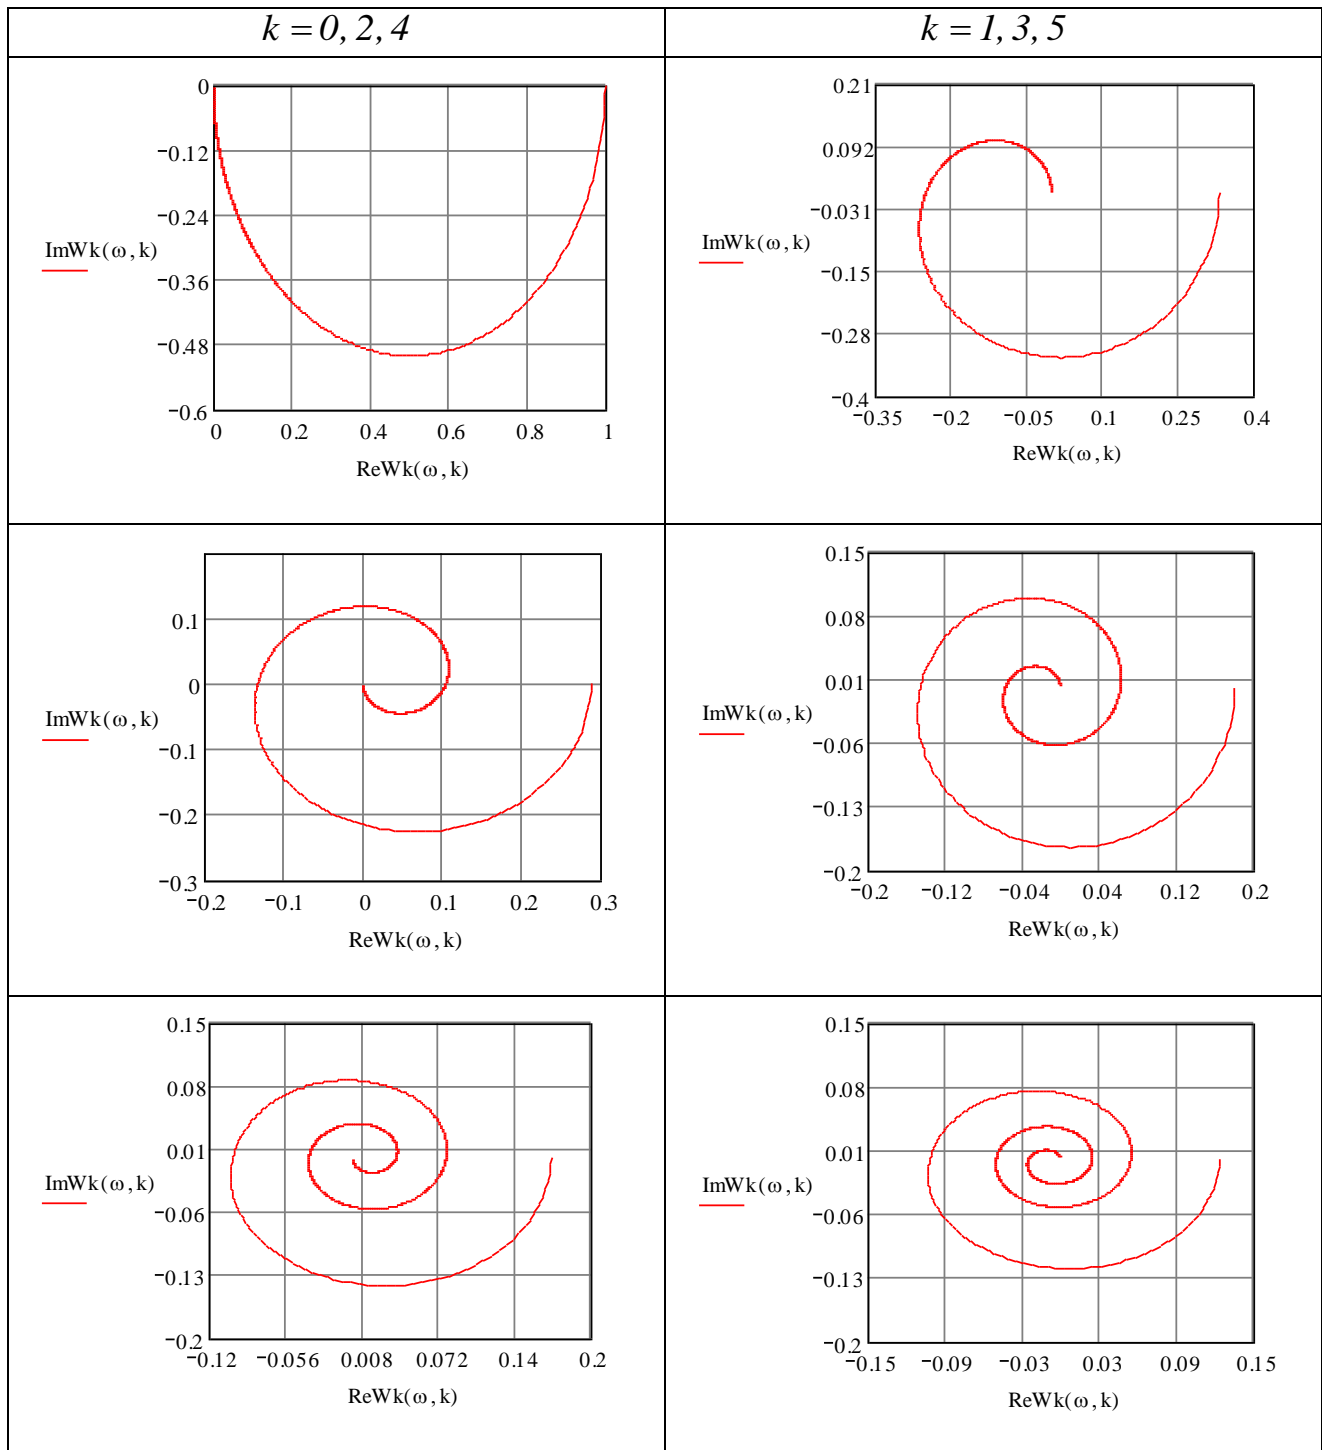 k = 0, 2, 4
k = 1, 3, 5
0
−0.12
−0.24
−0.36
−0.48
−0.6
ImWk(ω, k)
0 0.2 0.4 0.6 0.8 1
ReWk(ω, k)
0.21
0.092
−0.031
−0.15
−0.28
−0.4
ImWk(ω, k)
−0.35 −0.2 −0.05 0.1 0.25 0.4
ReWk(ω, k)
0.1
0
−0.1
−0.2
−0.3
ImWk(ω, k)
−0.2 −0.1 0 0.1 0.2 0.3
ReWk(ω, k)
0.15
0.08
0.01
−0.06
−0.13
−0.2
ImWk(ω, k)
−0.2 −0.12 −0.04 0.04 0.12 0.2
ReWk(ω, k)
0.15
0.08
0.01
−0.06
−0.13
−0.2
ImWk(ω, k)
−0.12 −0.056 0.008 0.072 0.14 0.2
ReWk(ω, k)
0.15
0.08
0.01
−0.06
−0.13
−0.2
ImWk(ω, k)
−0.15 −0.09 −0.03 0.03 0.09 0.15
ReWk(ω, k)